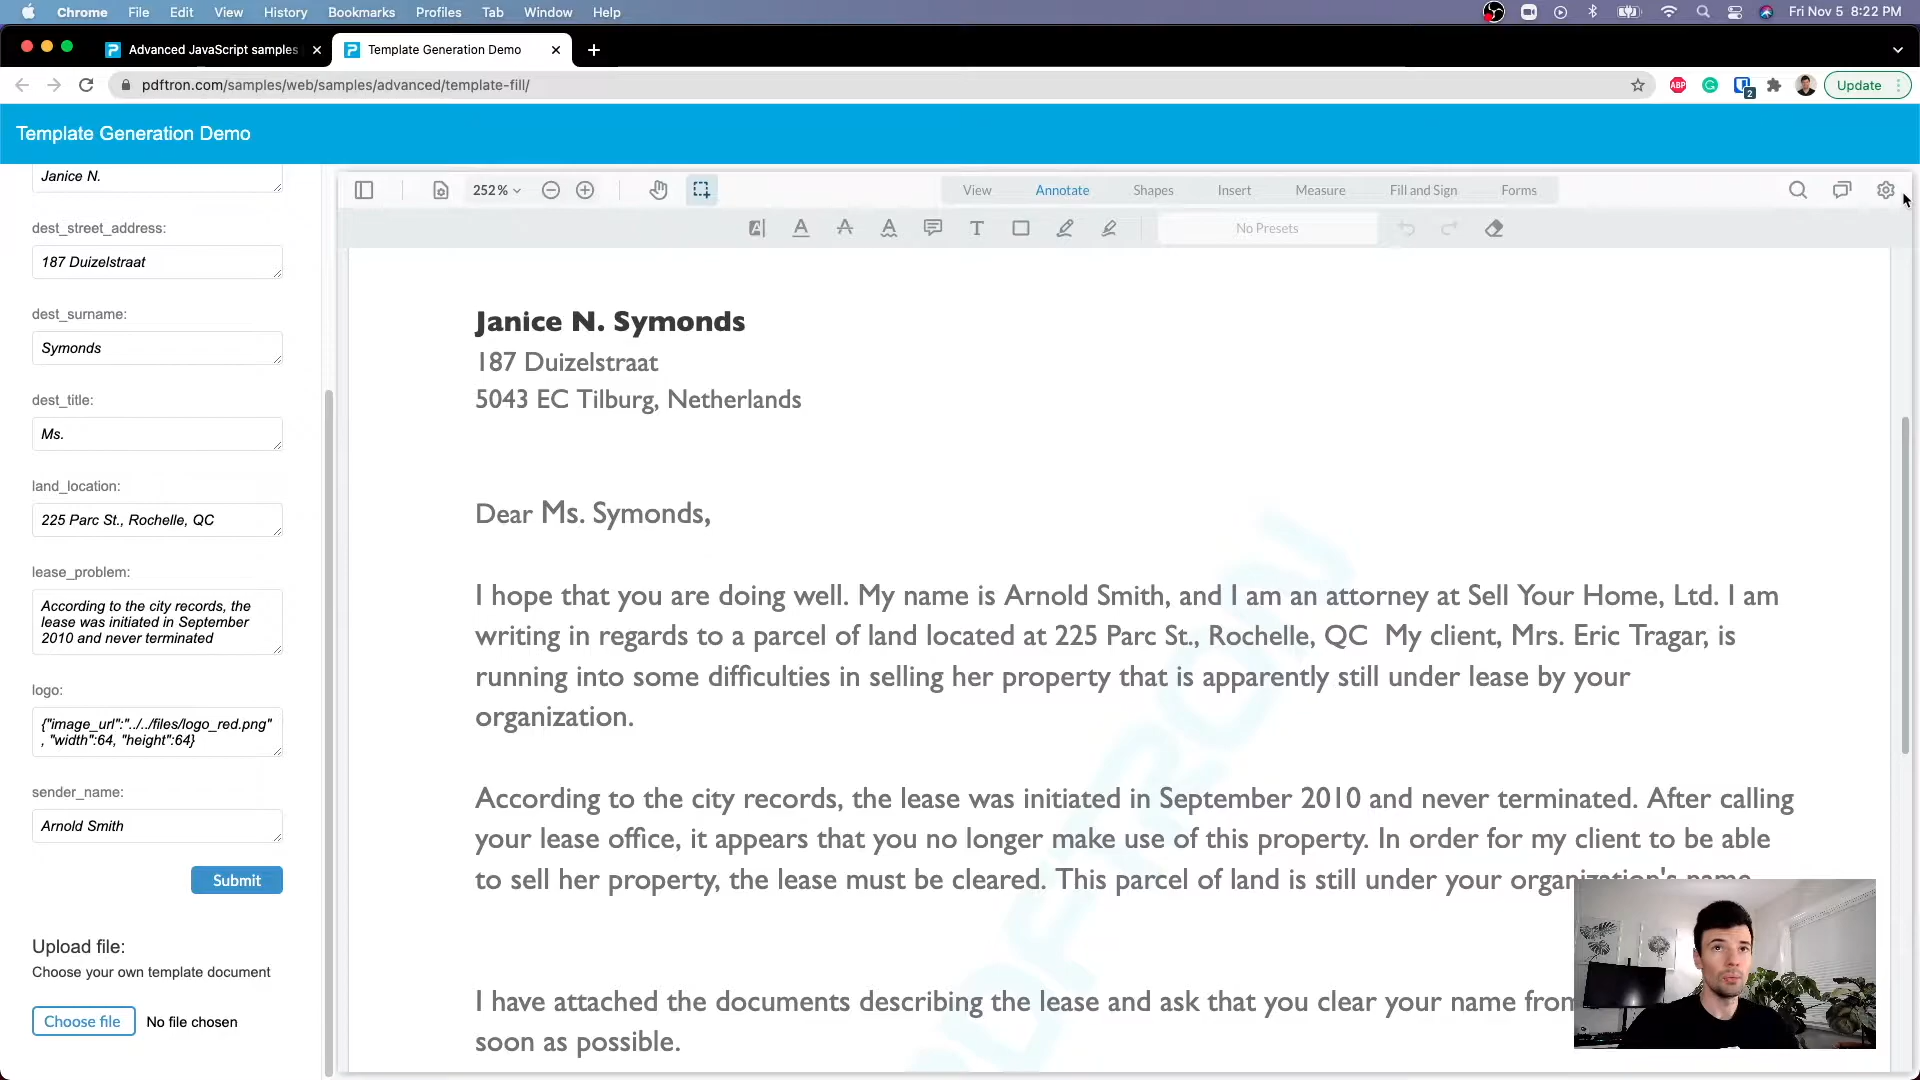 Chrome File Edit View History Bookmarks Profiles Tab Window Help Fri Nov 5 8:22 PM
Advanced JavaScript samples
Template Generation Demo
pdftron.com/samples/web/samples/advanced/template-fill/
ABP
2
Update
Template Generation Demo
Janice N.
dest_street_address:
187 Duizelstraat
dest_surname:
Symonds
dest_title:
Ms.
land_location:
225 Parc St., Rochelle, QC
lease_problem:
According to the city records, the
lease was initiated in September
2010 and never terminated
logo:
{"image_url":"../../files/logo_red.png"
, "width":64, "height":64}
sender_name:
Arnold Smith
Submit
Upload file:
Choose your own template document
Choose file No file chosen
252%
View Annotate Shapes Insert Measure Fill and Sign Forms
No Presets
Janice N. Symonds
187 Duizelstraat
5043 EC Tilburg, Netherlands
Dear Ms. Symonds,
I hope that you are doing well. My name is Arnold Smith, and I am an attorney at Sell Your Home, Ltd. I am
writing in regards to a parcel of land located at 225 Parc St., Rochelle, QC My client, Mrs. Eric Tragar, is
running into some difficulties in selling her property that is apparently still under lease by your
organization.
According to the city records, the lease was initiated in September 2010 and never terminated. After calling
your lease office, it appears that you no longer make use of this property. In order for my client to be able
to sell her property, the lease must be cleared. This parcel of land is still under your organization's name
I have attached the documents describing the lease and ask that you clear your name from
soon as possible.
PDFTRON